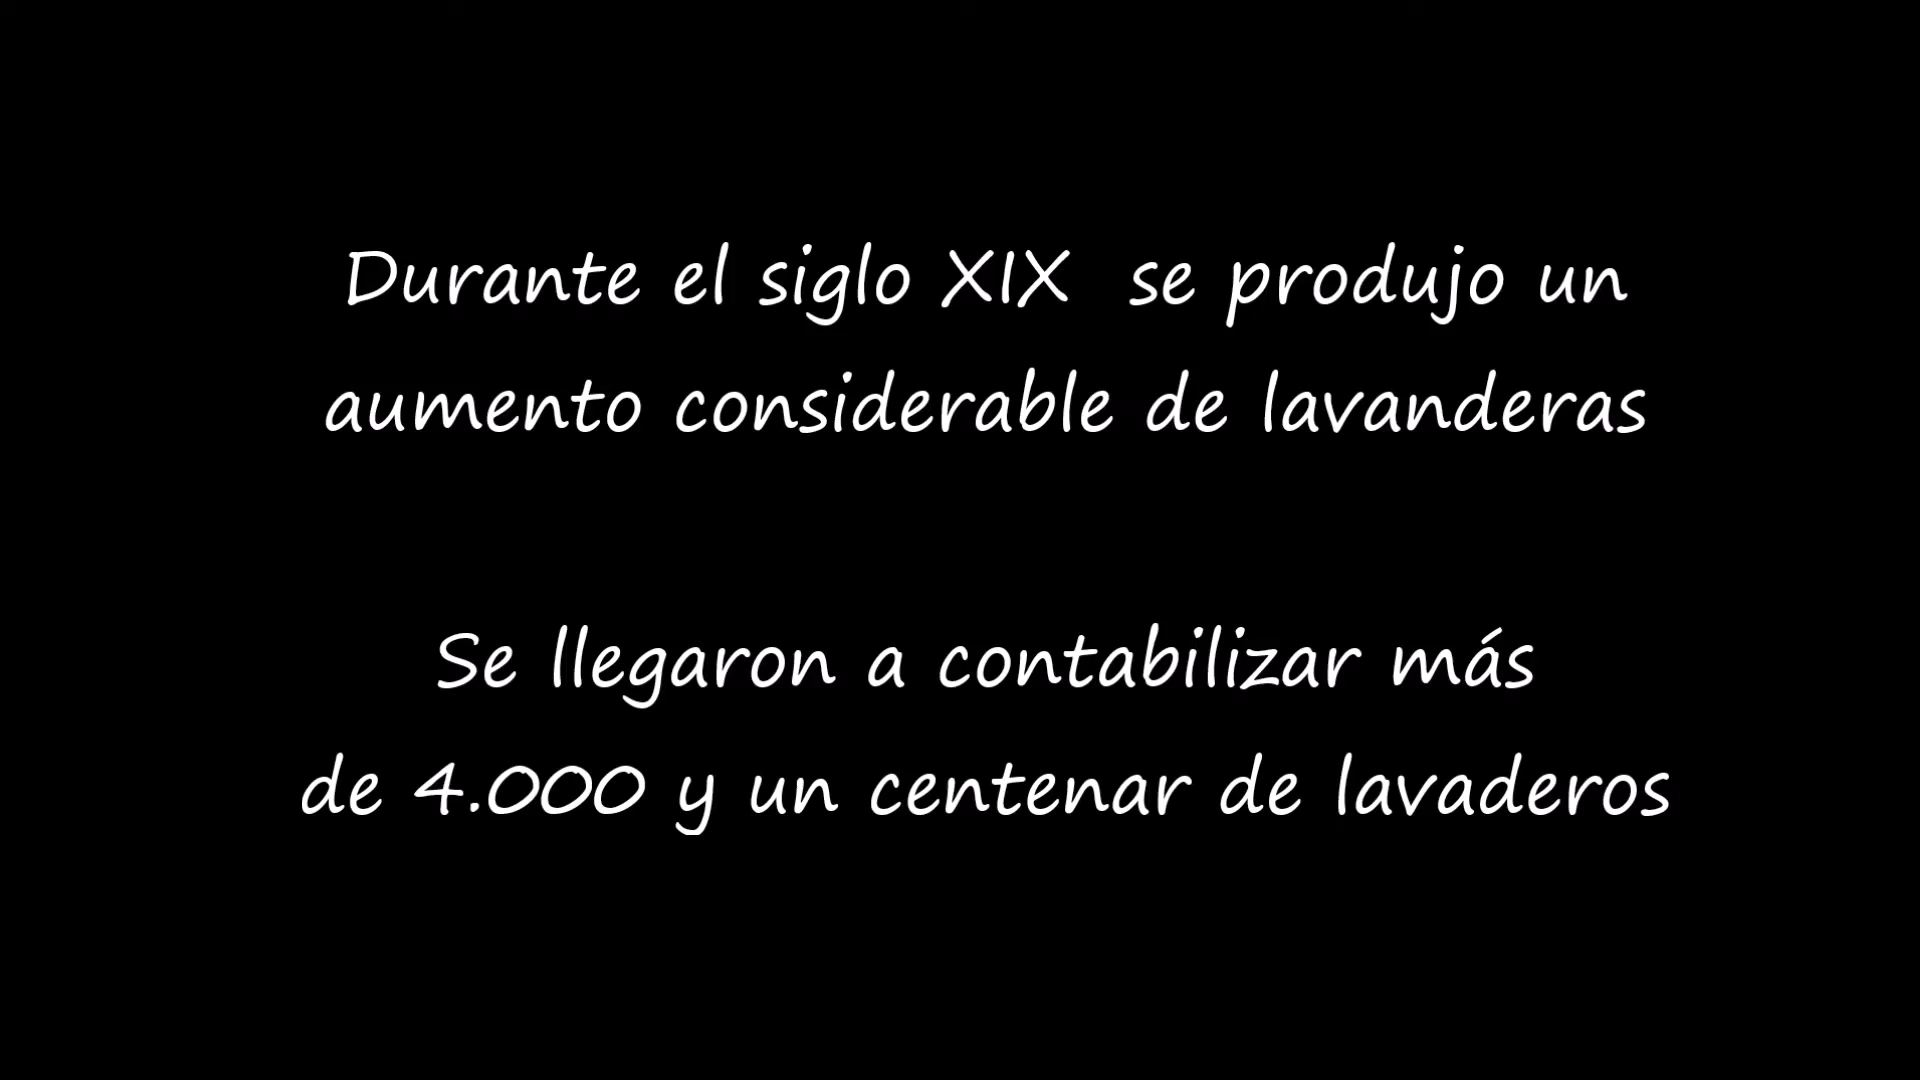 Durante el siglo XIX se produjo un
aumento considerable de lavanderas
Se llegaron a contabilizar más
de 4.000 y un centenar de lavaderos